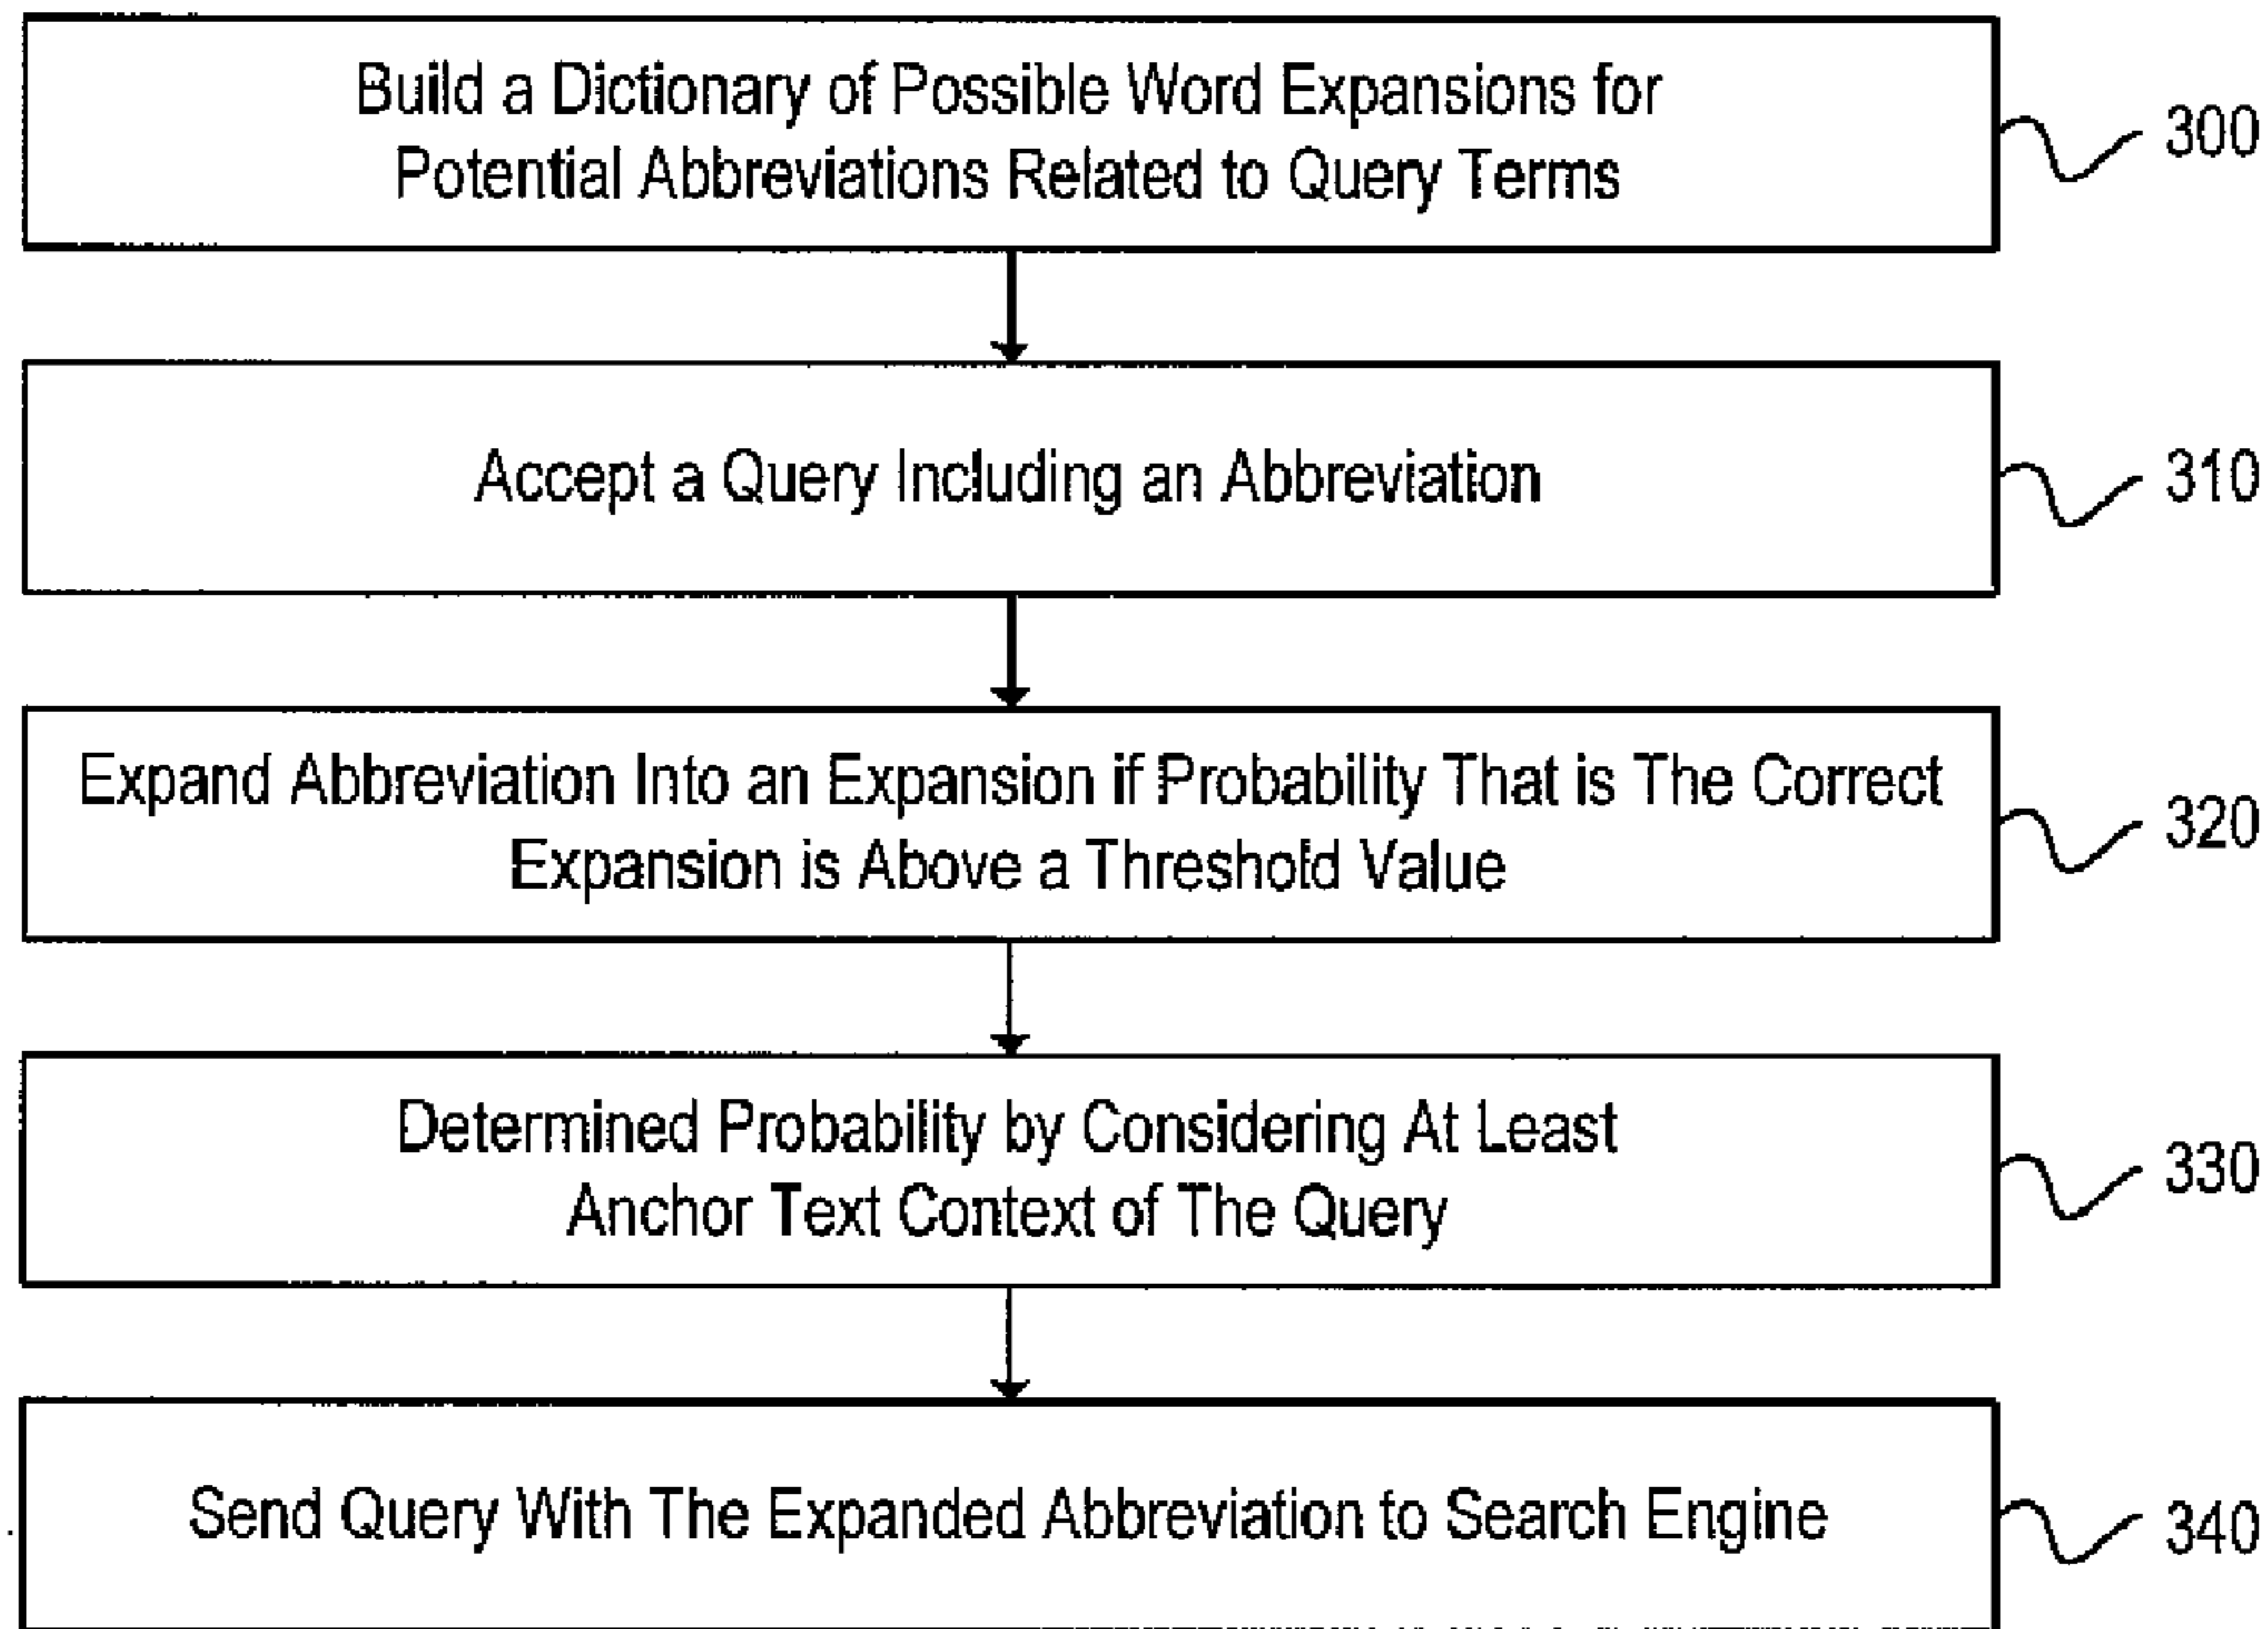 Build a Dictionary of Possible Word Expansions for
Potential Abbreviations Related to Query Terms
300
Accept a Query Including an Abbreviation
310
Expand Abbreviation Into an Expansion if Probability That is The Correct
Expansion is Above a Threshold Value
320
Determined Probability by Considering At Least
Anchor Text Context of The Query
330
Send Query With The Expanded Abbreviation to Search Engine
340